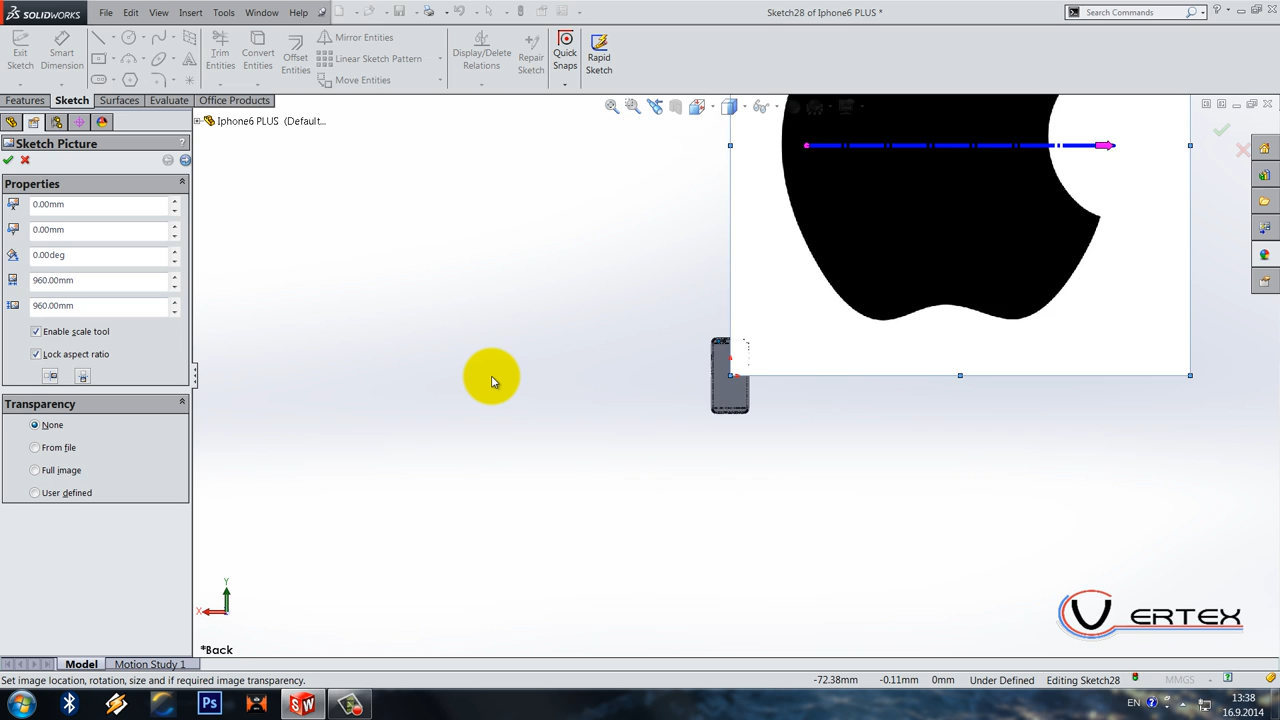 SOLIDWORKS File Edit View Insert Tools Window Help Sketch28 of Iphone6 PLUS * Search Commands
Exit Sketch
Smart Dimension
Trim Entities
Convert Entities
Offset Entities
Mirror Entities
Linear Sketch Pattern
Move Entities
Display/Delete Relations
Repair Sketch
Quick Snaps
Rapid Sketch
Features Sketch Surfaces Evaluate Office Products
Iphone6 PLUS (Default...
Sketch Picture ?
Properties
0.00mm
0.00mm
0.00deg
960.00mm
960.00mm
Enable scale tool
Lock aspect ratio
Transparency
None
From file
Full image
User defined
Y
X
*Back
VERTEX
Model Motion Study 1
Set image location, rotation, size and if required image transparency. -72.38mm -0.11mm 0mm Under Defined Editing Sketch28 MMGS
Ps SW EN 13:38
16.9.2014